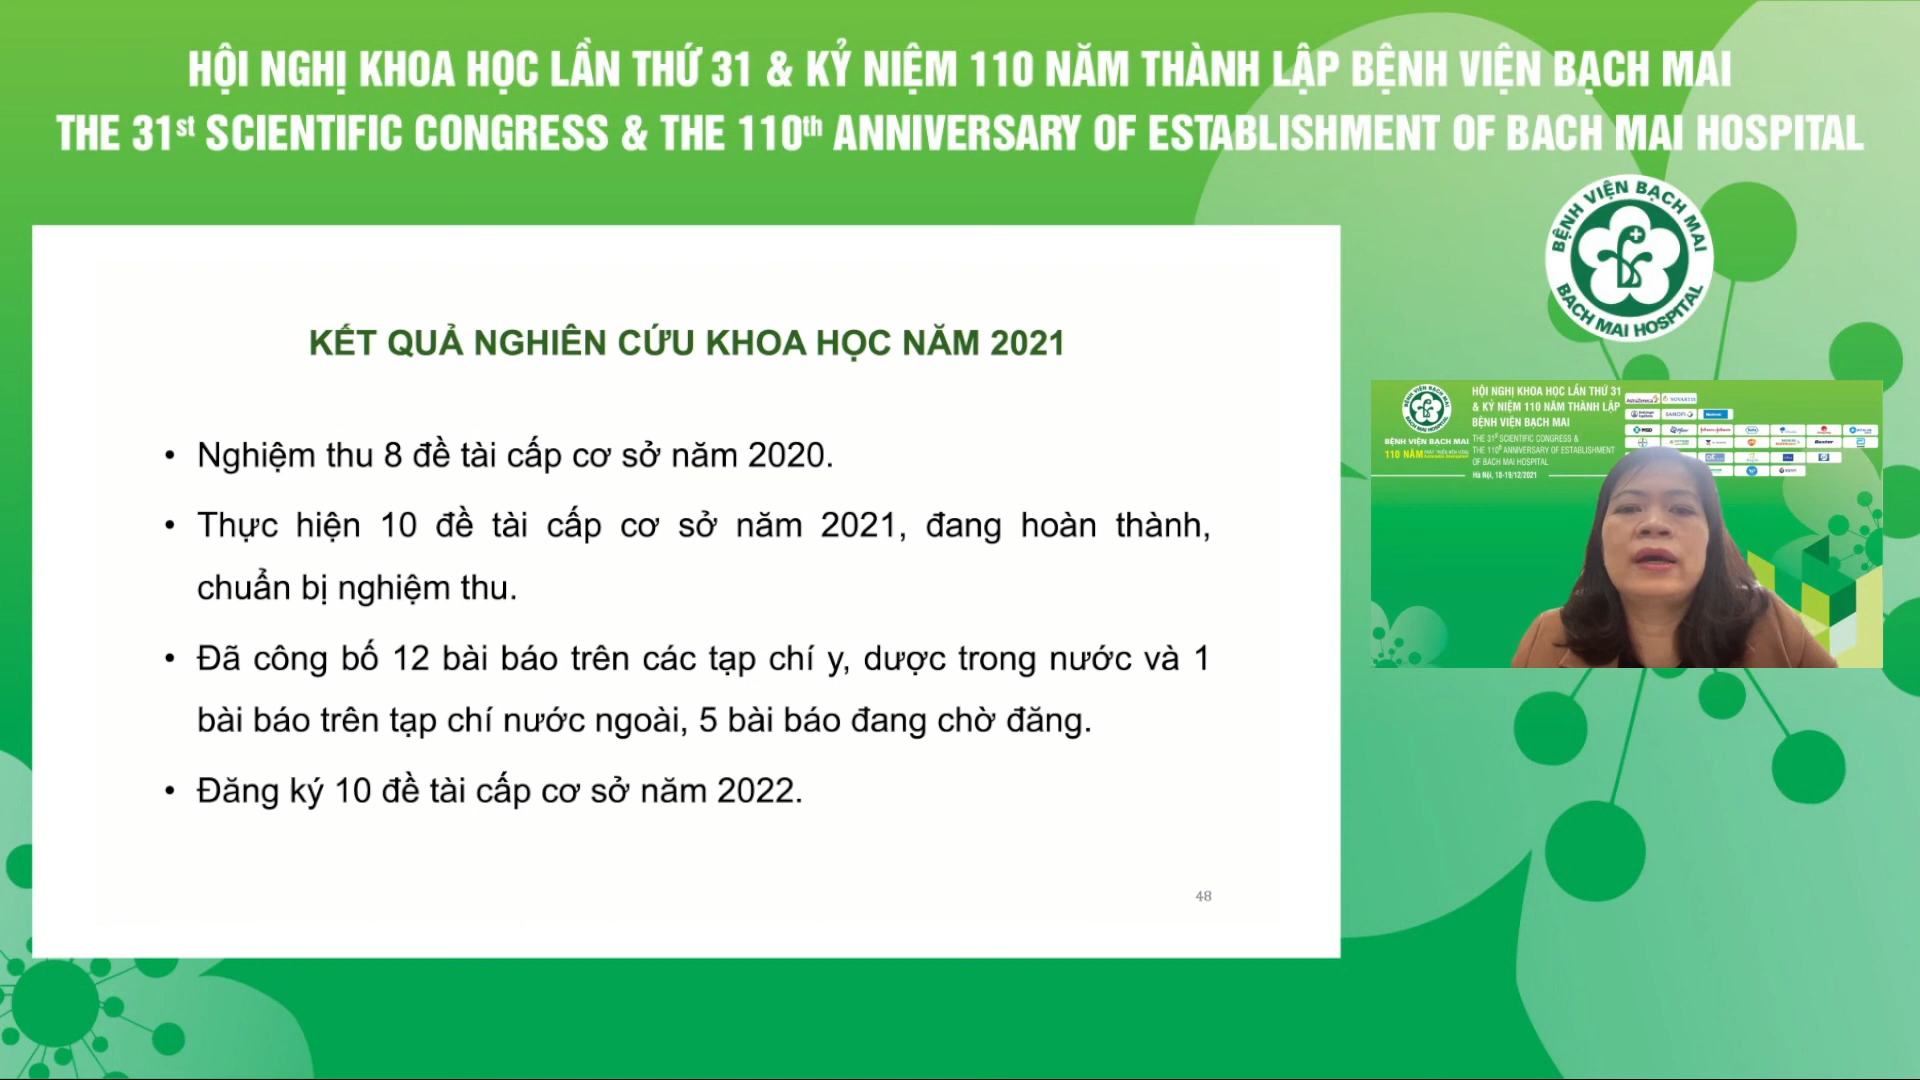 HỘI NGHỊ KHOA HỌC LẦN THỨ 31 & KỶ NIỆM 110 NĂM THÀNH LẬP BỆNH VIỆN BẠCH MAI
THE 31st SCIENTIFIC CONGRESS & THE 110th ANNIVERSARY OF ESTABLISHMENT OF BACH MAI HOSPITAL
BỆNH VIỆN BẠCH MAI
BACH MAI HOSPITAL
KẾT QUẢ NGHIÊN CỨU KHOA HỌC NĂM 2021
• Nghiệm thu 8 đề tài cấp cơ sở năm 2020.
• Thực hiện 10 đề tài cấp cơ sở năm 2021, đang hoàn thành,
chuẩn bị nghiệm thu.
• Đã công bố 12 bài báo trên các tạp chí y, dược trong nước và 1
bài báo trên tạp chí nước ngoài, 5 bài báo đang chờ đăng.
• Đăng ký 10 đề tài cấp cơ sở năm 2022.
48
HỘI NGHỊ KHOA HỌC LẦN THỨ 31
& KỶ NIỆM 110 NĂM THÀNH LẬP
BỆNH VIỆN BẠCH MAI
THE 31st SCIENTIFIC CONGRESS &
THE 110th ANNIVERSARY OF ESTABLISHMENT
OF BACH MAI HOSPITAL
Hà Nội, 18-19/12/2021
BỆNH VIỆN BẠCH MAI
110 NĂM
AstraZeneca
NOVARTIS
SANOFI
MSD
Baxter